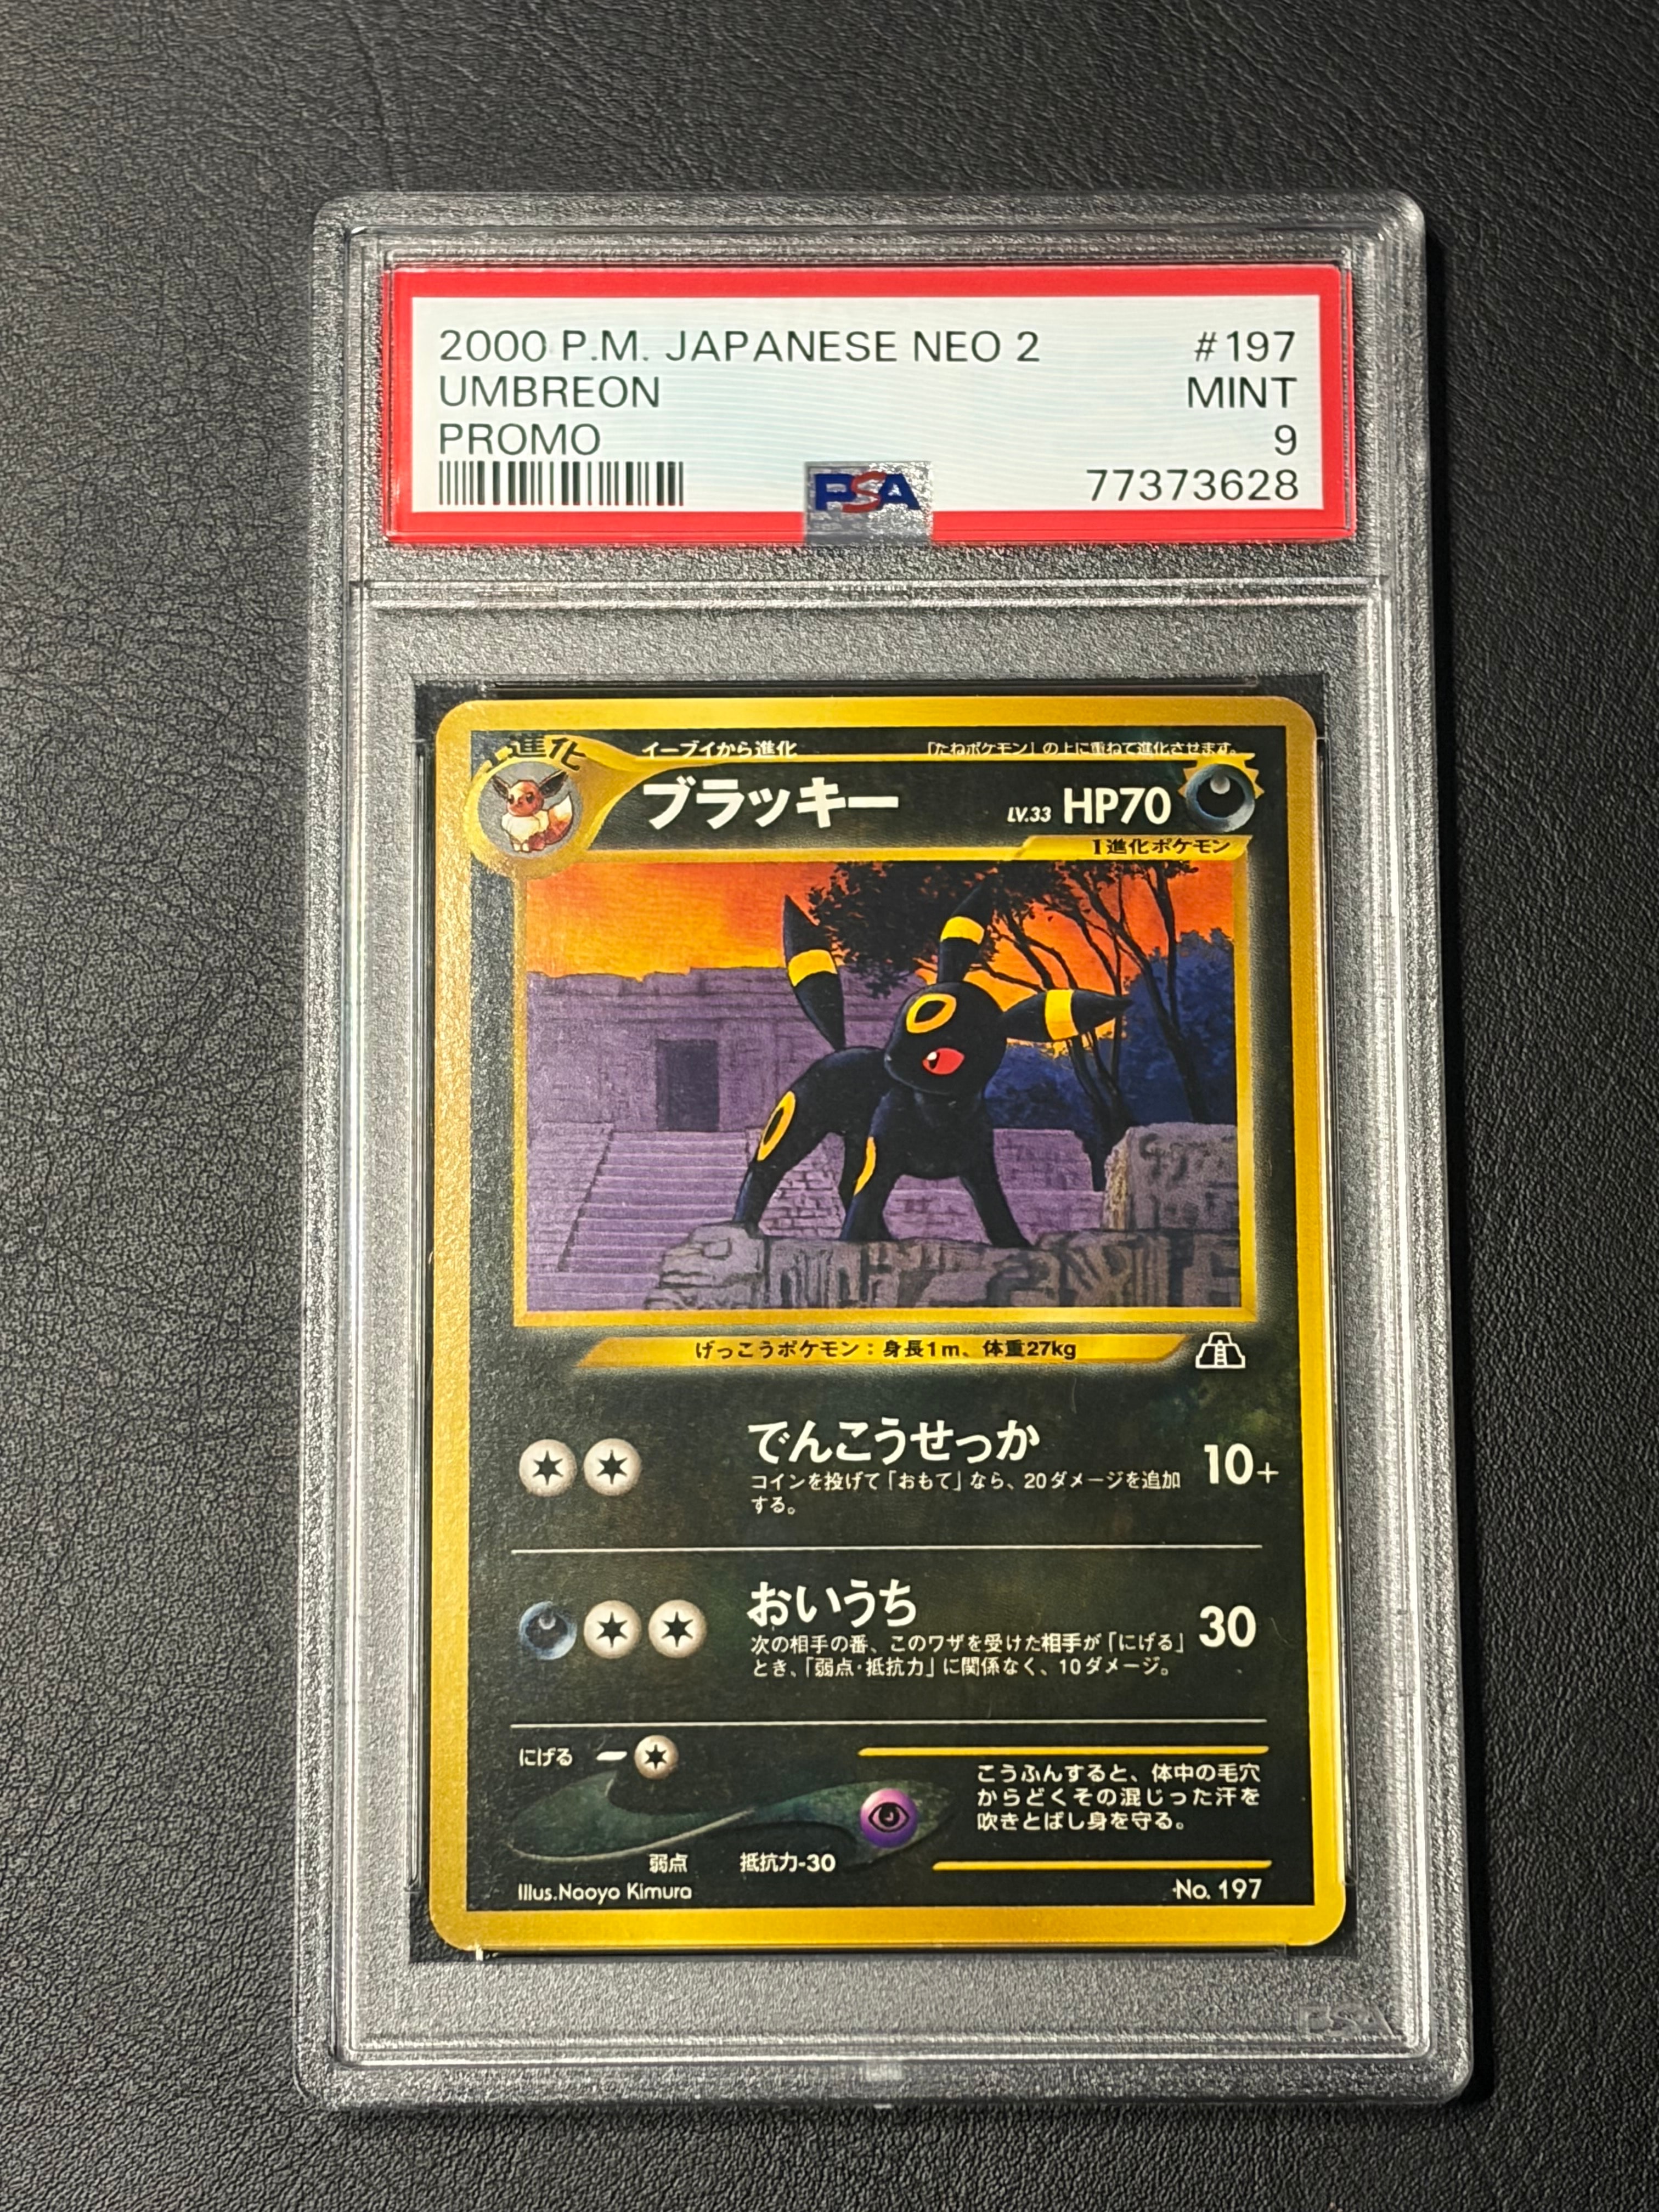 2000 P.M. JAPANESE NEO 2 #197
UMBREON MINT
PROMO 9
PSA 77373628
進化
イーブイから進化 「たねポケモン」の上に重ねて進化させます。
ブラッキー LV.33 HP70
1進化ポケモン
げっこうポケモン：身長1m、体重27kg
でんこうせっか 10+
コインを投げて「おもて」なら、20ダメージを追加
する。
おいうち 30
次の相手の番、このワザを受けた相手が「にげる」
とき、「弱点・抵抗力」に関係なく、10ダメージ。
にげる
こうふんすると、体中の毛穴
からどくその混じった汗を
吹きとばし身を守る。
弱点 抵抗力-30
Illus.Naoyo Kimura No. 197
PSA